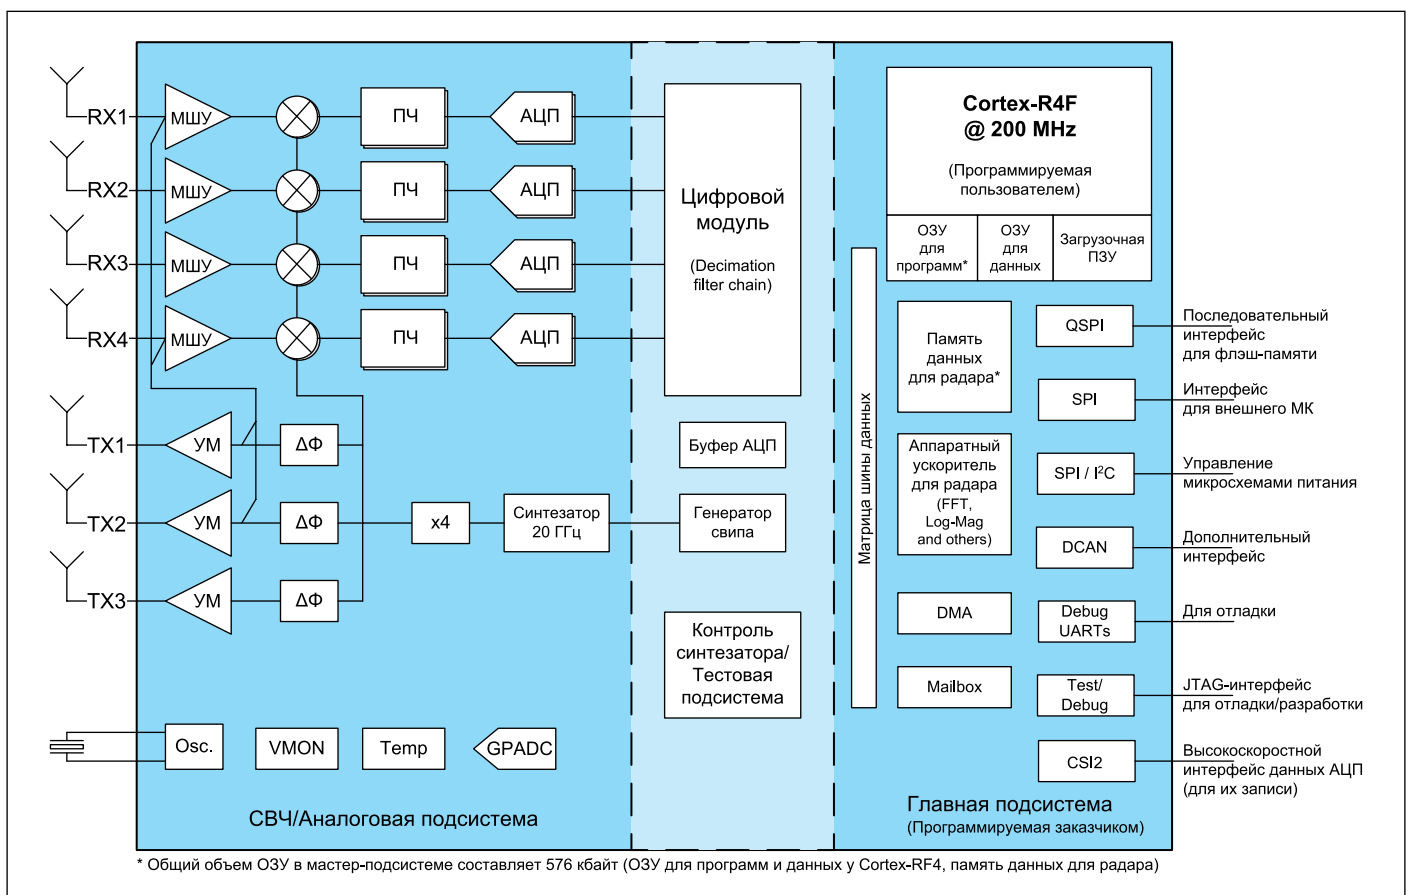 RX1
МШУ
ПЧ
АЦП
RX2
МШУ
ПЧ
АЦП
RX3
МШУ
ПЧ
АЦП
RX4
МШУ
ПЧ
АЦП
TX1
УМ
ΔΦ
TX2
УМ
ΔΦ
x4
Синтезатор
20 ГГц
TX3
УМ
ΔΦ
Osc.
VMON
Temp
GPADC
СВЧ/Аналоговая подсистема
Цифровой
модуль
(Decimation
filter chain)
Буфер АЦП
Генератор
свипа
Контроль
синтезатора/
Тестовая
подсистема
Матрица шины данных
Cortex-R4F
@ 200 MHz
(Программируемая
пользователем)
ОЗУ
для
программ*
ОЗУ
для
данных
Загрузочная
ПЗУ
Память
данных
для радара*
Аппаратный
ускоритель
для радара
(FFT,
Log-Mag
and others)
DMA
Mailbox
QSPI
SPI
SPI / I²C
DCAN
Debug
UARTs
Test/
Debug
CSI2
Главная подсистема
(Программируемая заказчиком)
Последовательный
интерфейс
для флэш-памяти
Интерфейс
для внешнего МК
Управление
микросхемами питания
Дополнительный
интерфейс
Для отладки
JTAG-интерфейс
для отладки/разработки
Высокоскоростной
интерфейс данных АЦП
(для их записи)
* Общий объем ОЗУ в мастер-подсистеме составляет 576 кбайт (ОЗУ для программ и данных у Cortex-RF4, память данных для радара)